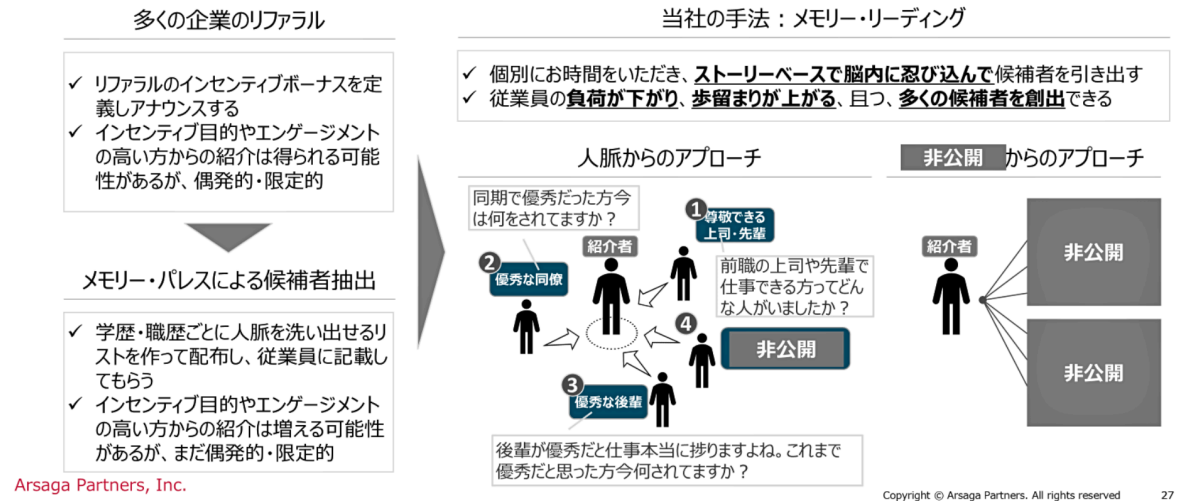 多くの企業のリファラル
✓ リファラルのインセンティブボーナスを定
義しアナウンスする
✓ インセンティブ目的やエンゲージメント
の高い方からの紹介は得られる可能
性があるが、偶発的・限定的
メモリー・パレスによる候補者抽出
✓ 学歴・職歴ごとに人脈を洗い出せるリ
ストを作って配布し、従業員に記載し
てもらう
✓ インセンティブ目的やエンゲージメント
の高い方からの紹介は増える可能性
があるが、まだ偶発的・限定的
当社の手法：メモリー・リーディング
✓ 個別にお時間をいただき、ストーリーベースで脳内に忍び込んで候補者を引き出す
✓ 従業員の負荷が下がり、歩留まりが上がる、且つ、多くの候補者を創出できる
人脈からのアプローチ
同期で優秀だった方今
は何をされてますか？
紹介者
1
尊敬できる
上司・先輩
前職の上司や先輩で
仕事できる方ってどん
な人がいましたか？
2
優秀な同僚
4
非公開
3
優秀な後輩
後輩が優秀だと仕事本当に捗りますよね。これまで
優秀だと思った方今何されてますか？
非公開からのアプローチ
紹介者
非公開
非公開
Arsaga Partners, Inc.
Copyright © Arsaga Partners. All rights reserved
27